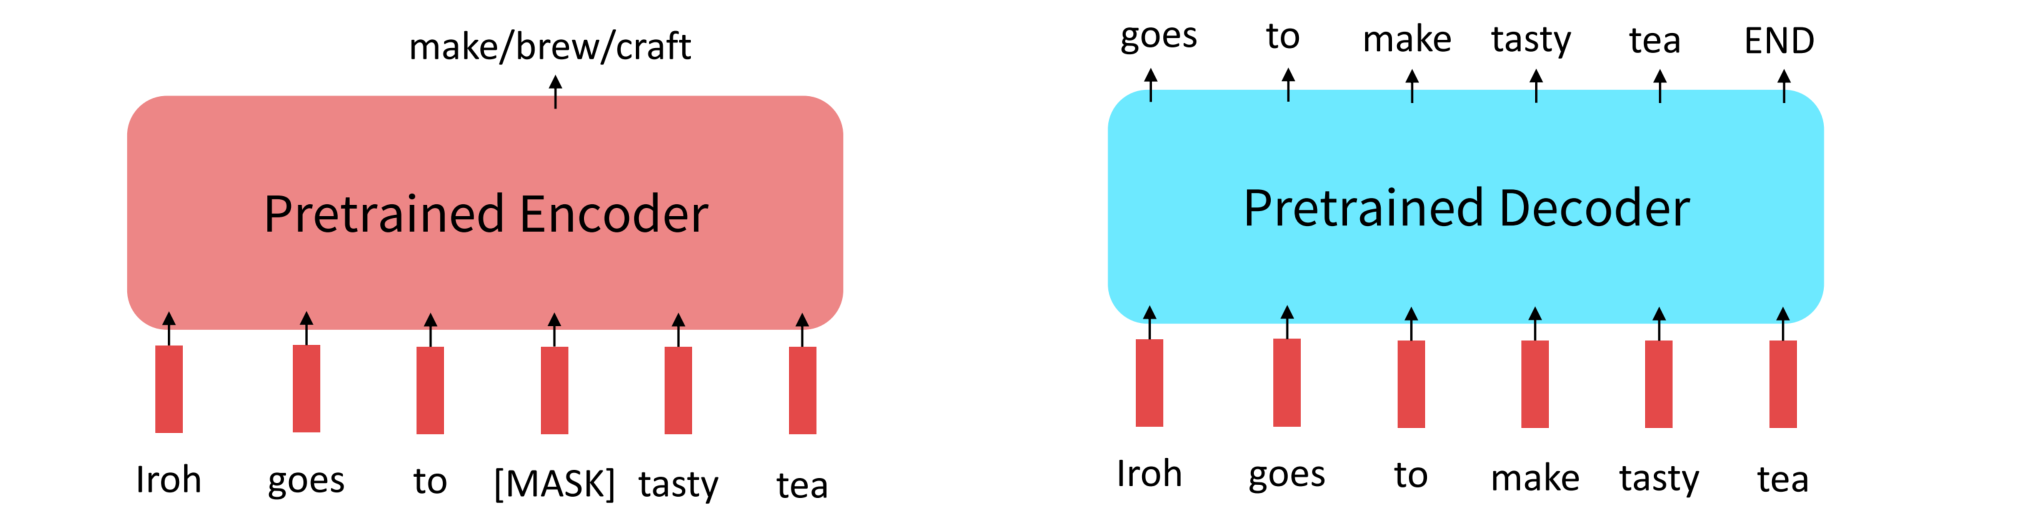 make/brew/craft
Pretrained Encoder
Iroh goes to [MASK] tasty tea
goes to make tasty tea END
Pretrained Decoder
Iroh goes to make tasty tea